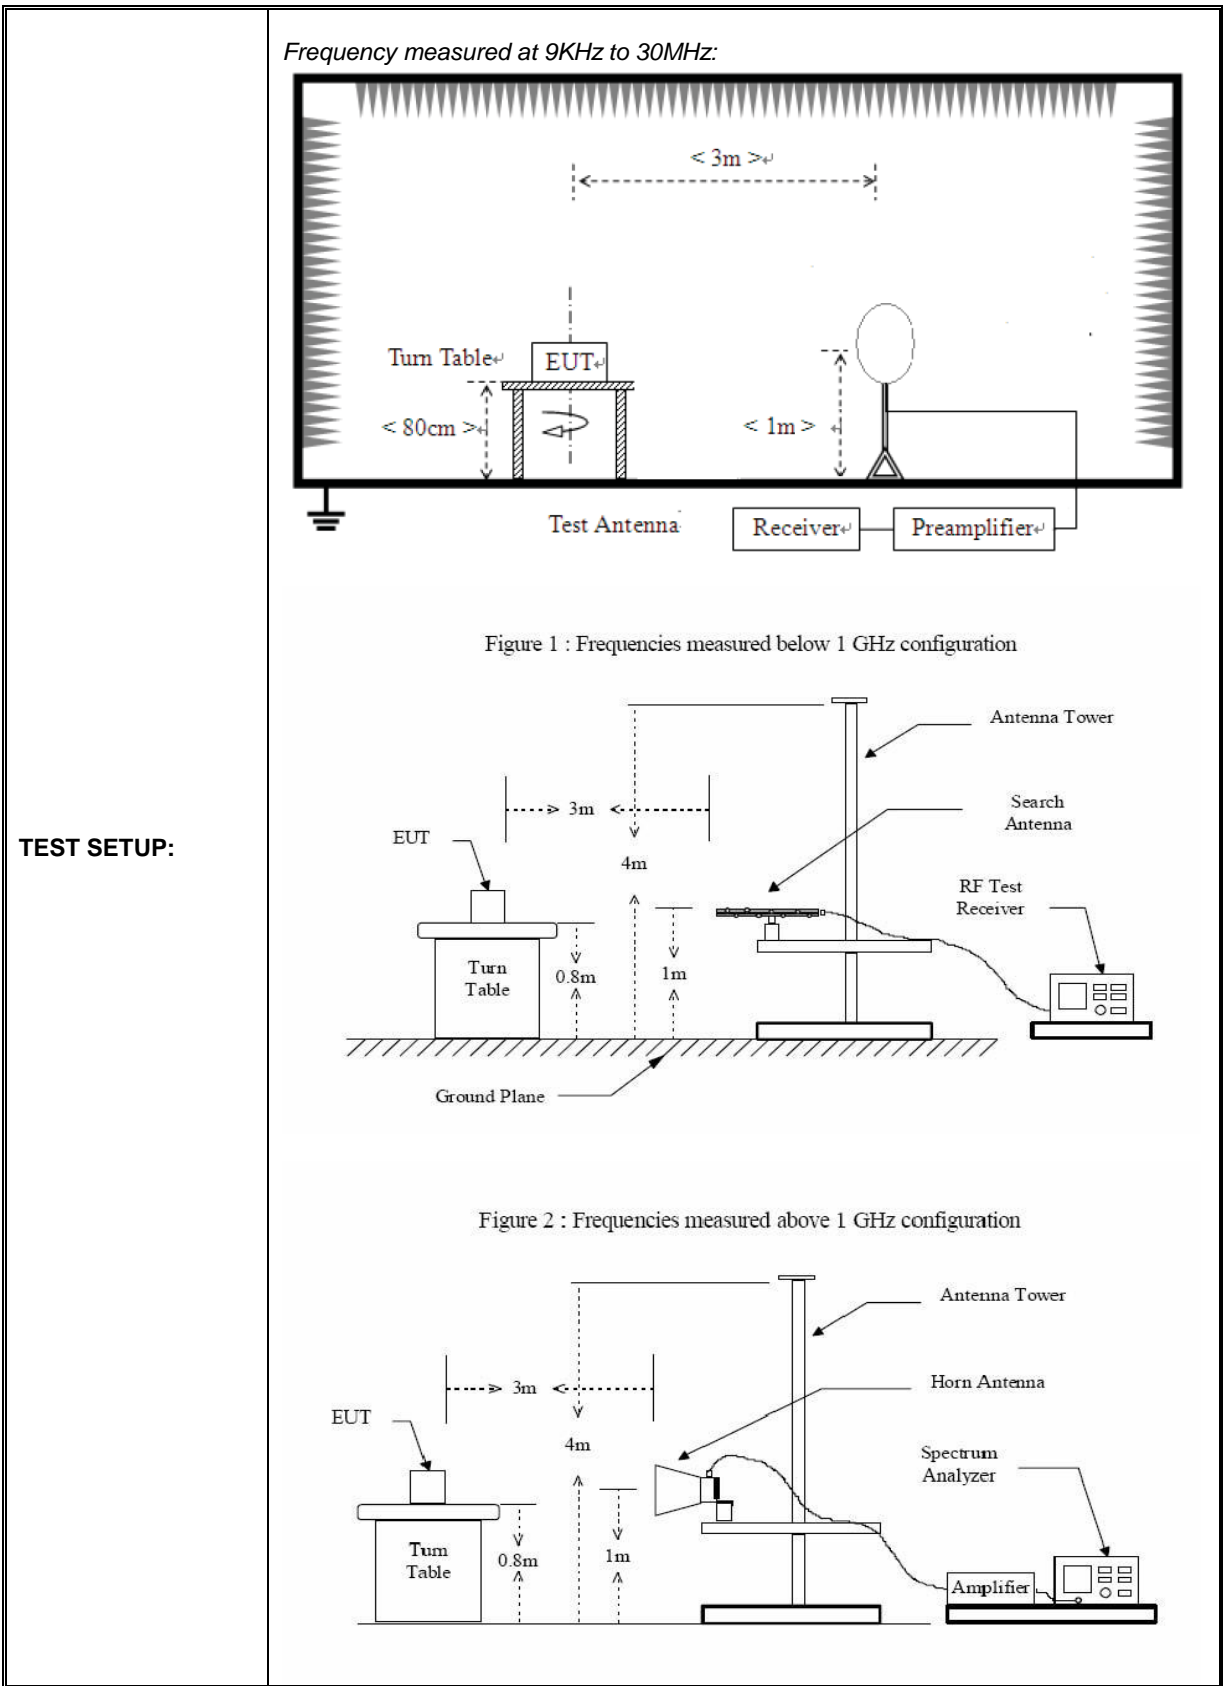 Frequency measured at 9KHz to 30MHz:
< 3m >
Turn Table
EUT
< 80cm >
< 1m >
Test Antenna
Receiver
Preamplifier
Figure 1 : Frequencies measured below 1 GHz configuration
Antenna Tower
3m
Search
Antenna
EUT
4m
RF Test
Receiver
Turn
Table
0.8m
1m
Ground Plane
TEST SETUP:
Figure 2 : Frequencies measured above 1 GHz configuration
Antenna Tower
3m
Horn Antenna
EUT
4m
Spectrum
Analyzer
Turn
Table
0.8m
1m
Amplifier